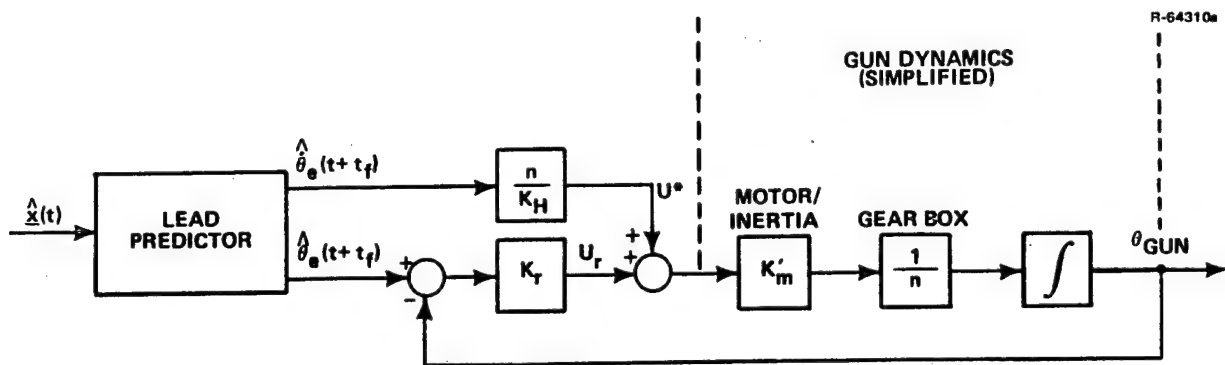 R-64310a
GUN DYNAMICS
(SIMPLIFIED)
x̂(t)
LEAD
PREDICTOR
θ̇̂e(t+tf)
θ̂e(t+tf)
n
KH
U*
+
-
Kr
Ur
+
+
MOTOR/
INERTIA
K'm
GEAR BOX
1
n
∫
θGUN